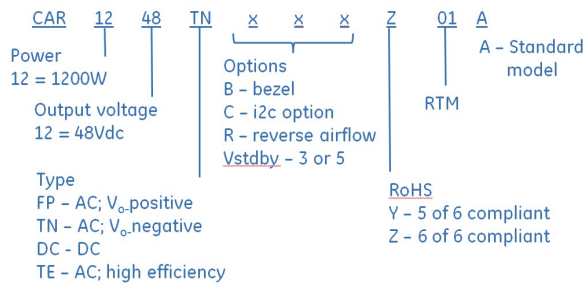 CAR 12 48 TN x x x Z 01 A
A – Standard
model
Power
12 = 1200W
Options
B – bezel
C – i2c option
R – reverse airflow
Vstdby – 3 or 5
RTM
Output voltage
12 = 48Vdc
Type
FP – AC; Vo-positive
TN – AC; Vo-negative
DC - DC
TE – AC; high efficiency
RoHS
Y – 5 of 6 compliant
Z – 6 of 6 compliant